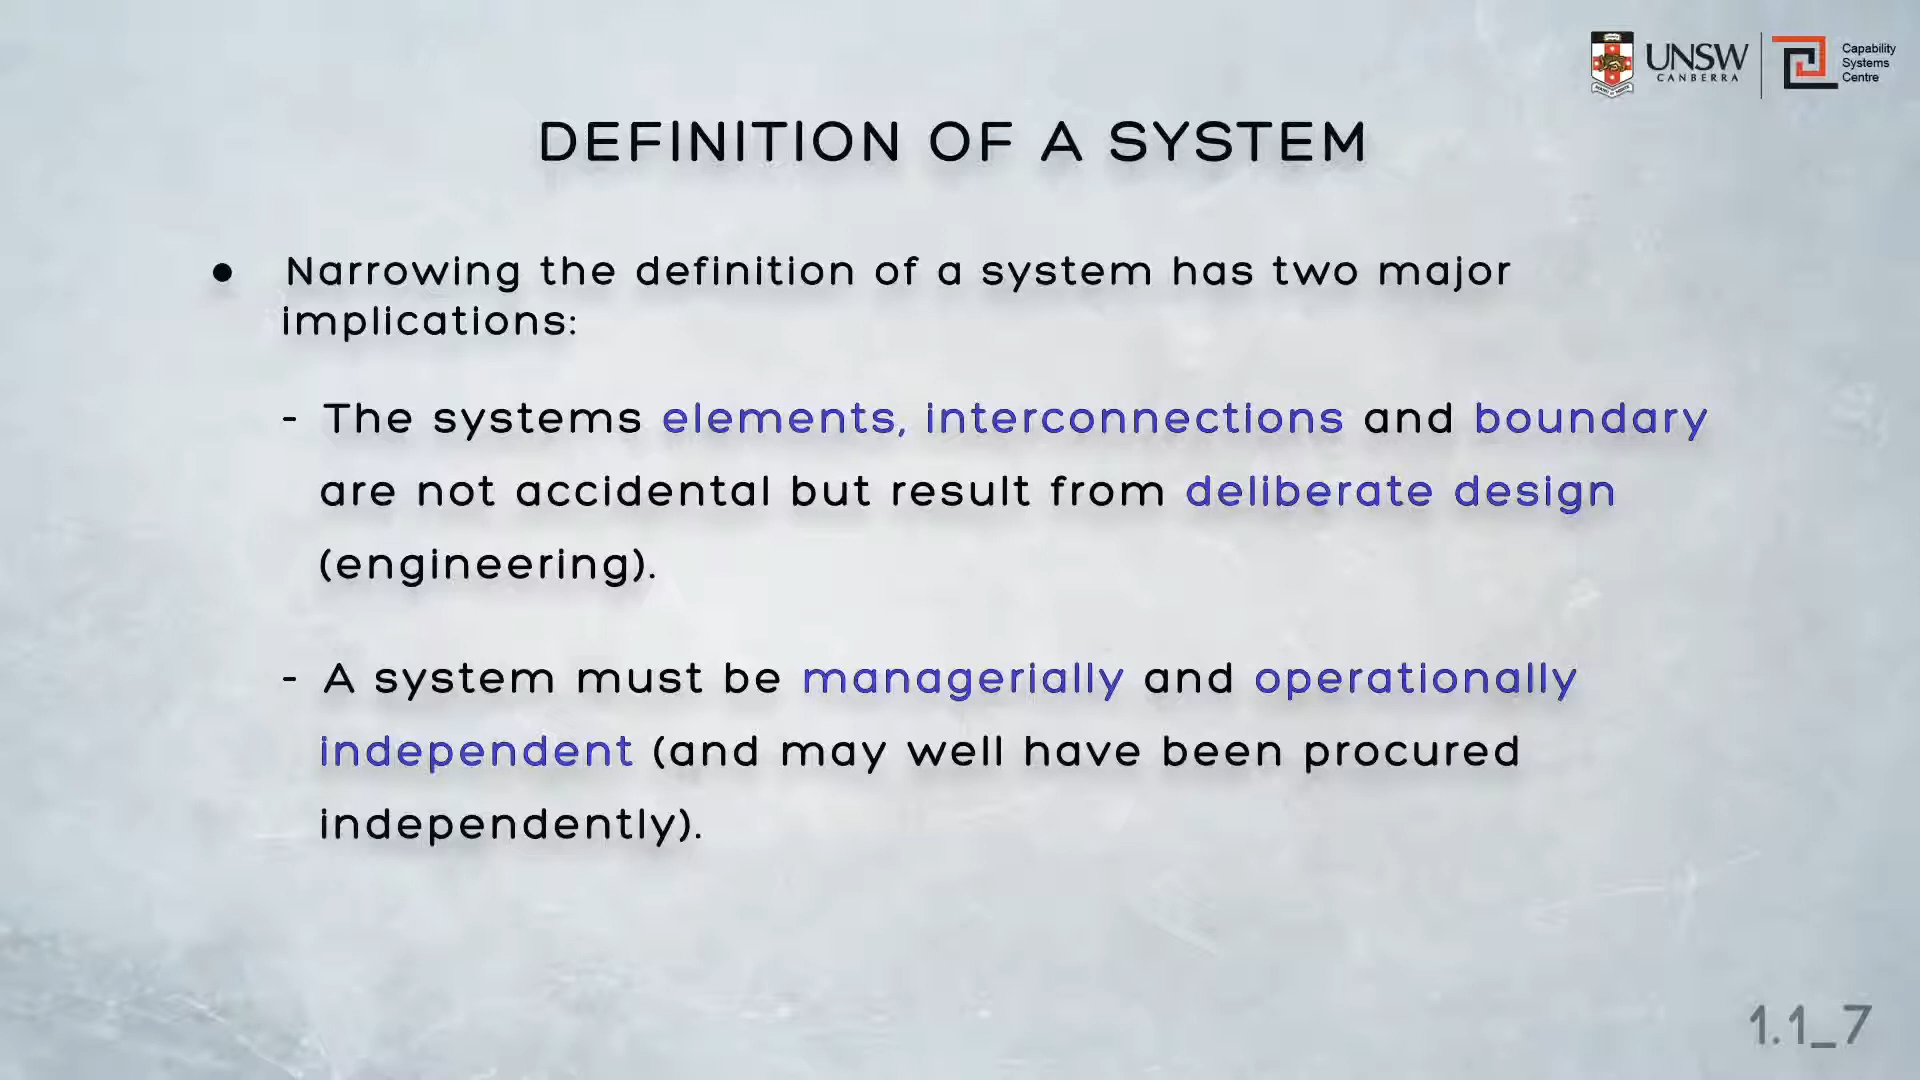 UNSW
CANBERRA
Capability
Systems
Centre
DEFINITION OF A SYSTEM
● Narrowing the definition of a system has two major
implications:
- The systems elements, interconnections and boundary
are not accidental but result from deliberate design
(engineering).
- A system must be managerially and operationally
independent (and may well have been procured
independently).
1.1_7